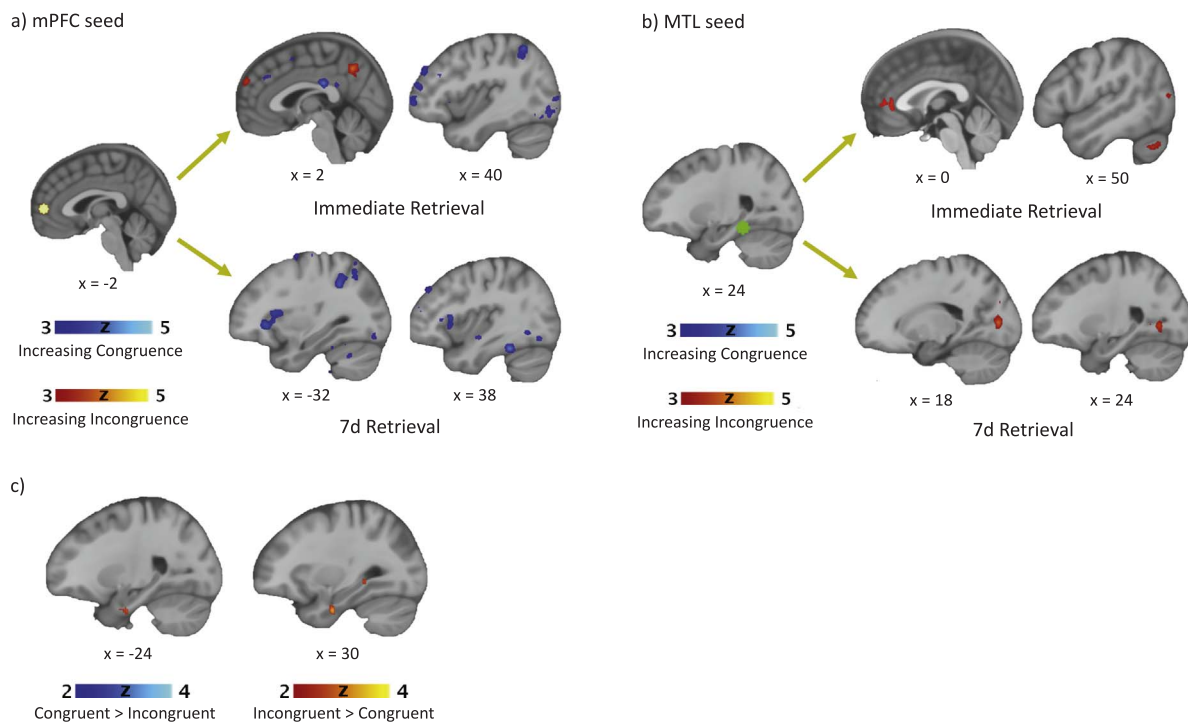 a) mPFC seed
x = 2
x = 40
Immediate Retrieval
x = -2
3 Z 5
Increasing Congruence
3 Z 5
Increasing Incongruence
x = -32
x = 38
7d Retrieval
b) MTL seed
x = 0
x = 50
Immediate Retrieval
x = 24
3 Z 5
Increasing Congruence
3 Z 5
Increasing Incongruence
x = 18
x = 24
7d Retrieval
c)
x = -24
x = 30
2 Z 4
Congruent > Incongruent
2 Z 4
Incongruent > Congruent